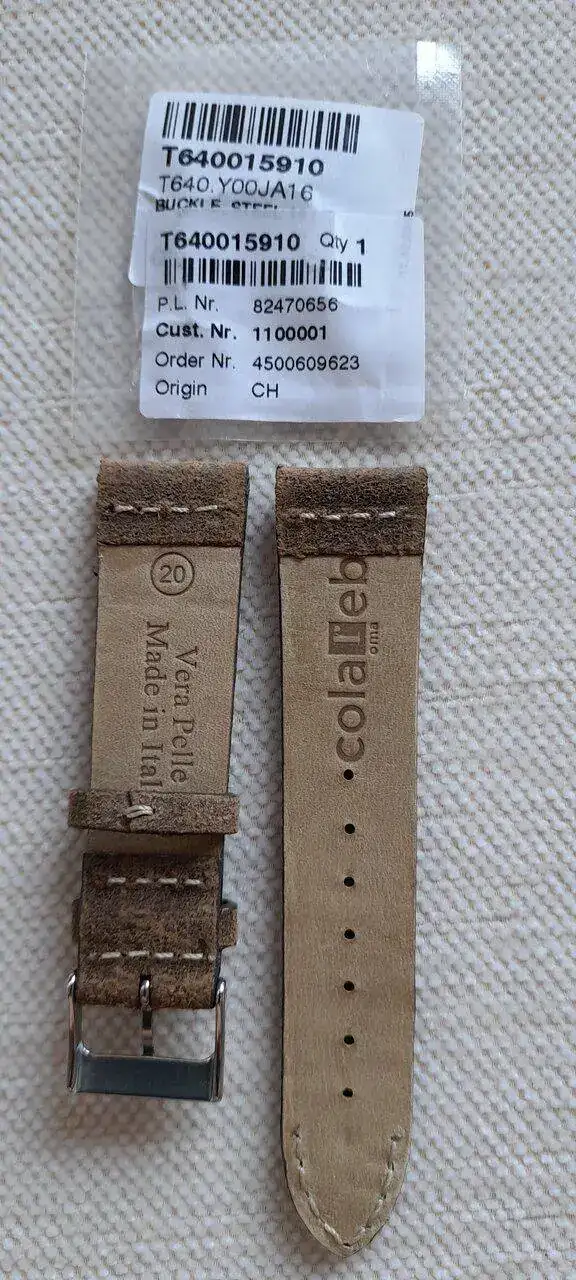 T640015910
T640.Y00JA16
BUCKLE STEEL
T640015910 Qty 1
P.L. Nr. 82470656
Cust. Nr. 1100001
Order Nr. 4500609623
Origin CH
20
Vera Pelle
Made in Ital
colaReb
oma